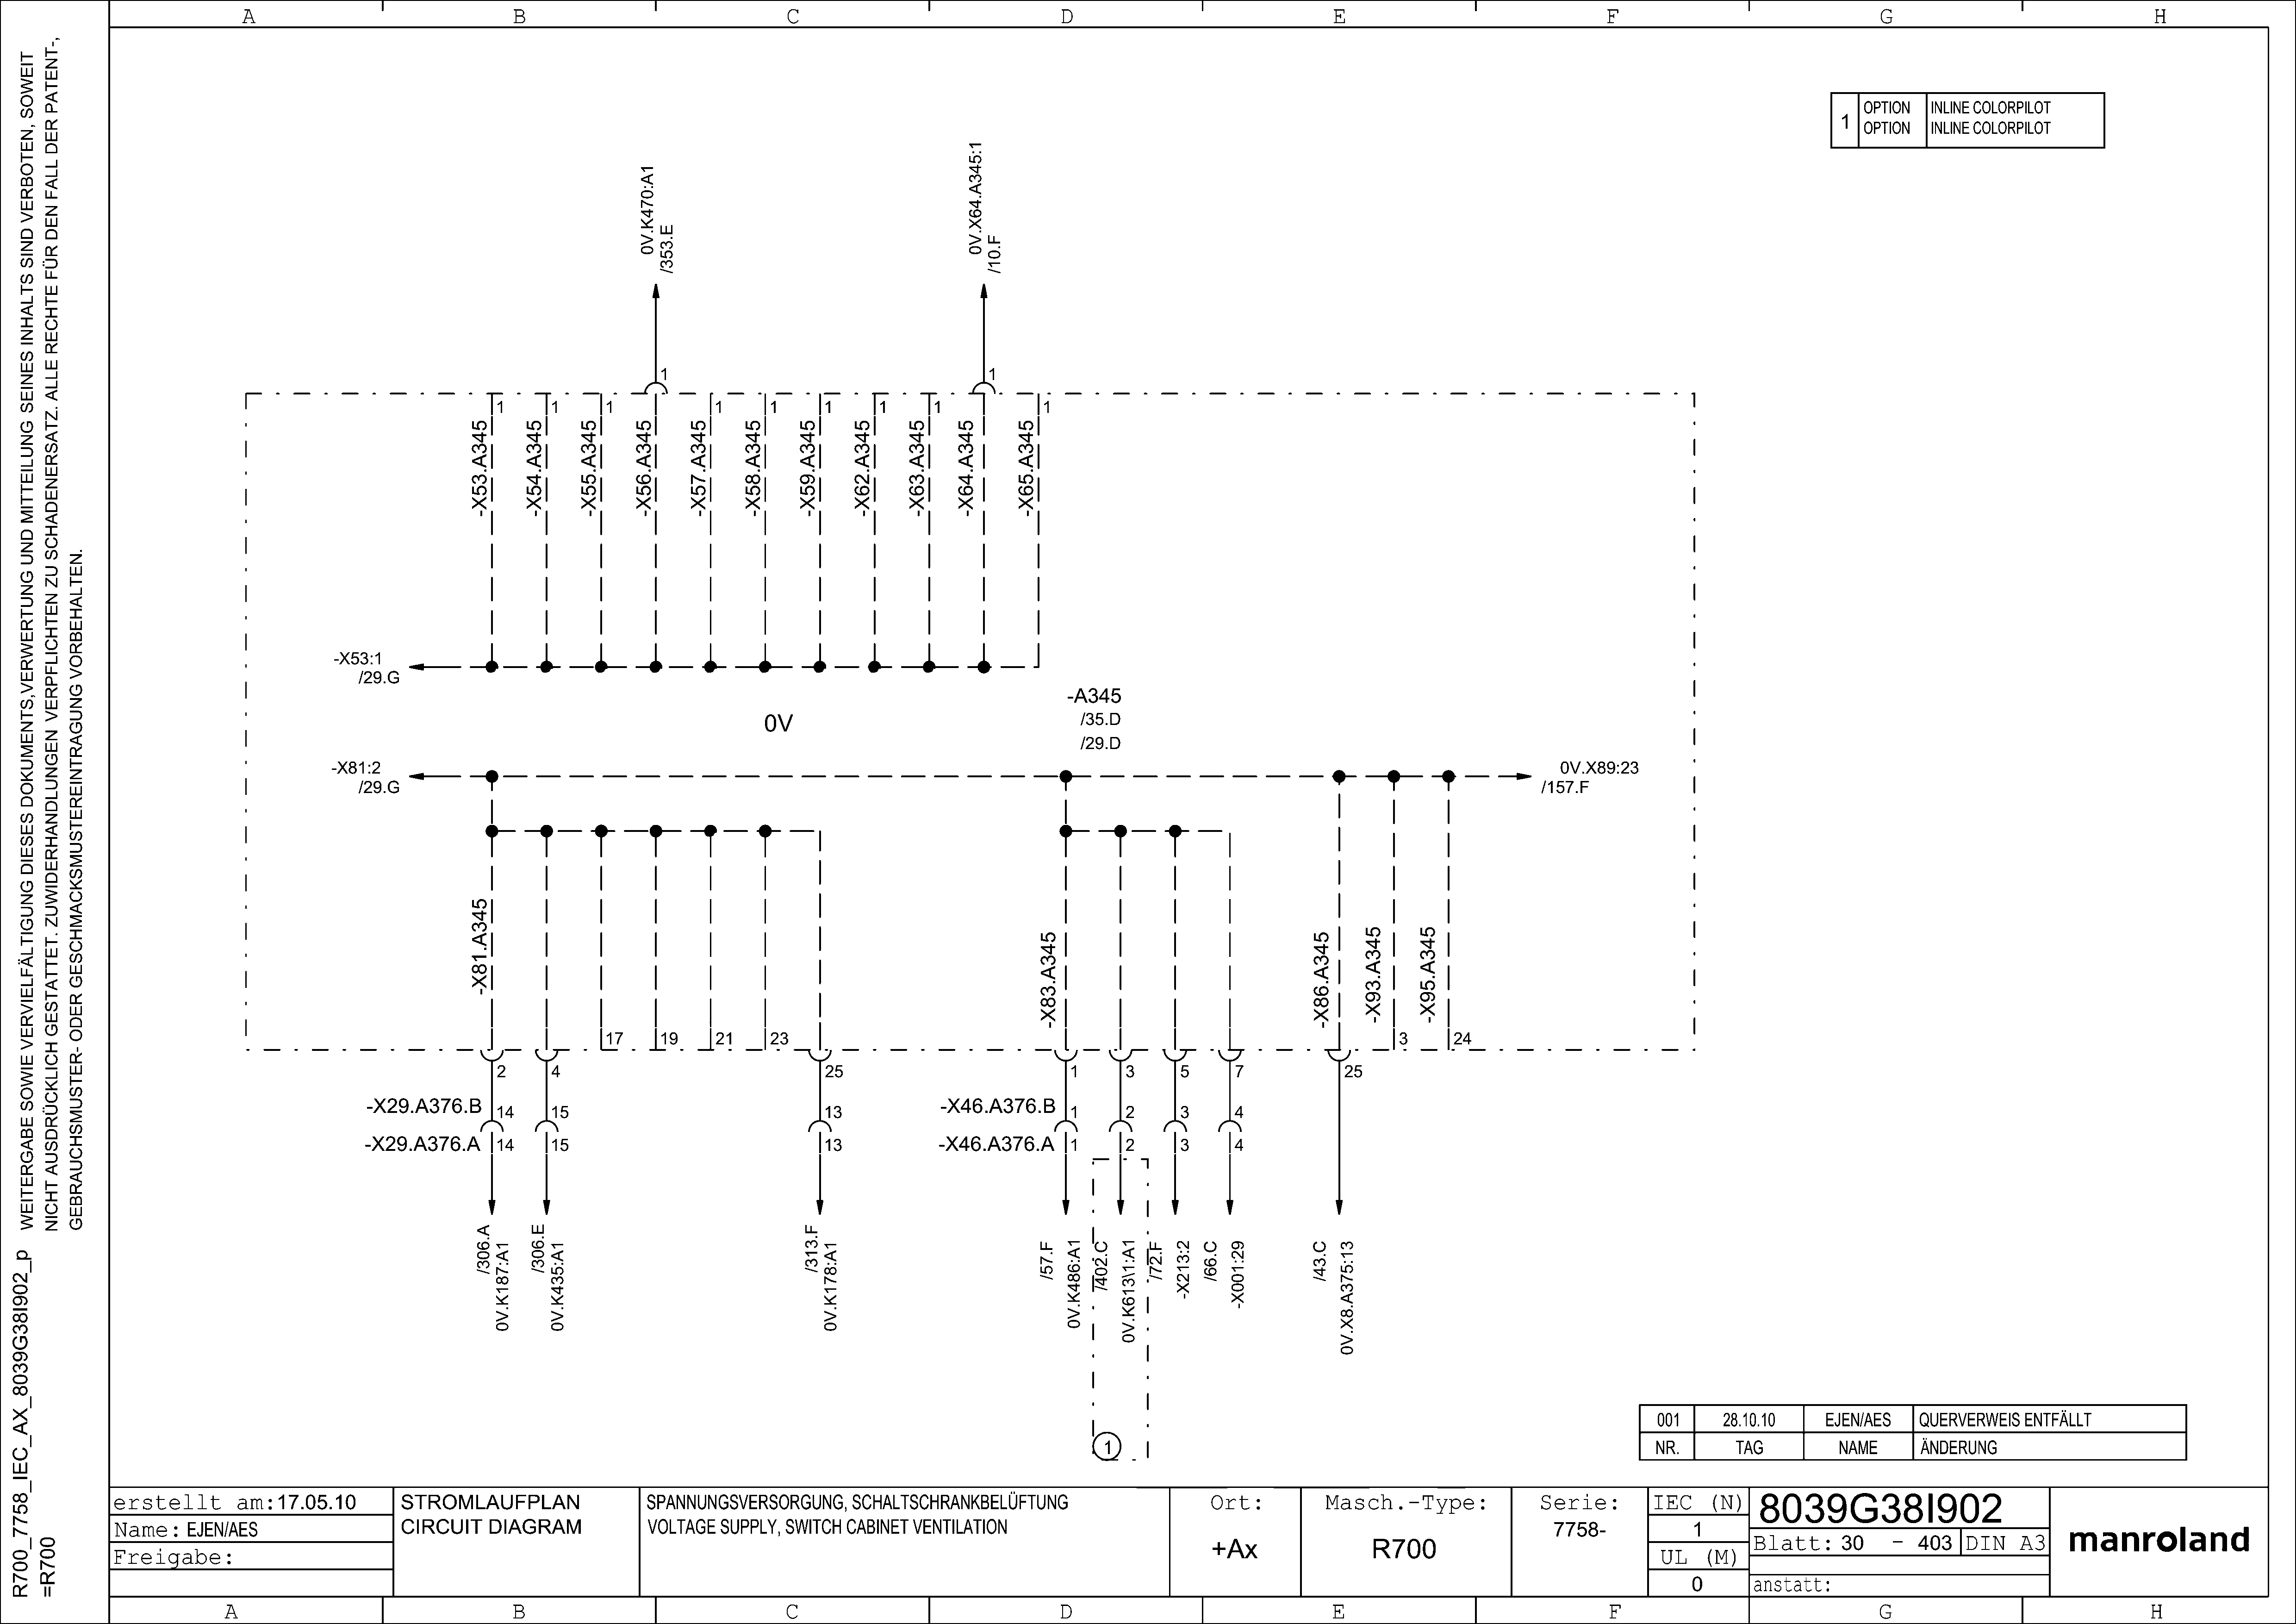 A B C D E F G H
WEITERGABE SOWIE VERVIELFÄLTIGUNG DIESES DOKUMENTS,VERWERTUNG UND MITTEILUNG SEINES INHALTS SIND VERBOTEN, SOWEIT
NICHT AUSDRÜCKLICH GESTATTET. ZUWIDERHANDLUNGEN VERPFLICHTEN ZU SCHADENERSATZ. ALLE RECHTE FÜR DEN FALL DER PATENT-,
GEBRAUCHSMUSTER- ODER GESCHMACKSMUSTEREINTRAGUNG VORBEHALTEN.
R700_7758_IEC_AX_8039G38I902_p
=R700
1
OPTION INLINE COLORPILOT
OPTION INLINE COLORPILOT
0V.K470:A1
/353.E
0V.X64.A345:1
/10.F
1 1
1 1 1 1 1 1 1 1 1
-X53.A345
-X54.A345
-X55.A345
-X56.A345
-X57.A345
-X58.A345
-X59.A345
-X62.A345
-X63.A345
-X64.A345
-X65.A345
-X53:1
/29.G
-A345
/35.D
/29.D
0V
-X81:2
/29.G
0V.X89:23
/157.F
-X81.A345
-X83.A345
-X86.A345
-X93.A345
-X95.A345
17 19 21 23 3 24
2 4 25 1 3 5 7 25
-X29.A376.B 14 15 13 -X46.A376.B 1 2 3 4
-X29.A376.A 14 15 13 -X46.A376.A 1 2 3 4
/306.A
0V.K187:A1
/306.E
0V.K435:A1
/313.F
0V.K178:A1
/57.F
0V.K486:A1
/402.C
0V.K613\1:A1
/72.F
-X213:2
/66.C
-X001:29
/43.C
0V.X8.A375:13
1
001 28.10.10 EJEN/AES QUERVERWEIS ENTFÄLLT
NR. TAG NAME ÄNDERUNG
erstellt am:17.05.10
Name: EJEN/AES
Freigabe:
STROMLAUFPLAN
CIRCUIT DIAGRAM
SPANNUNGSVERSORGUNG, SCHALTSCHRANKBELÜFTUNG
VOLTAGE SUPPLY, SWITCH CABINET VENTILATION
Ort:
+Ax
Masch.-Type:
R700
Serie:
7758-
IEC (N)
1
UL (M)
0
8039G38I902
Blatt: 30 - 403 DIN A3
anstatt:
manroland
A B C D E F G H